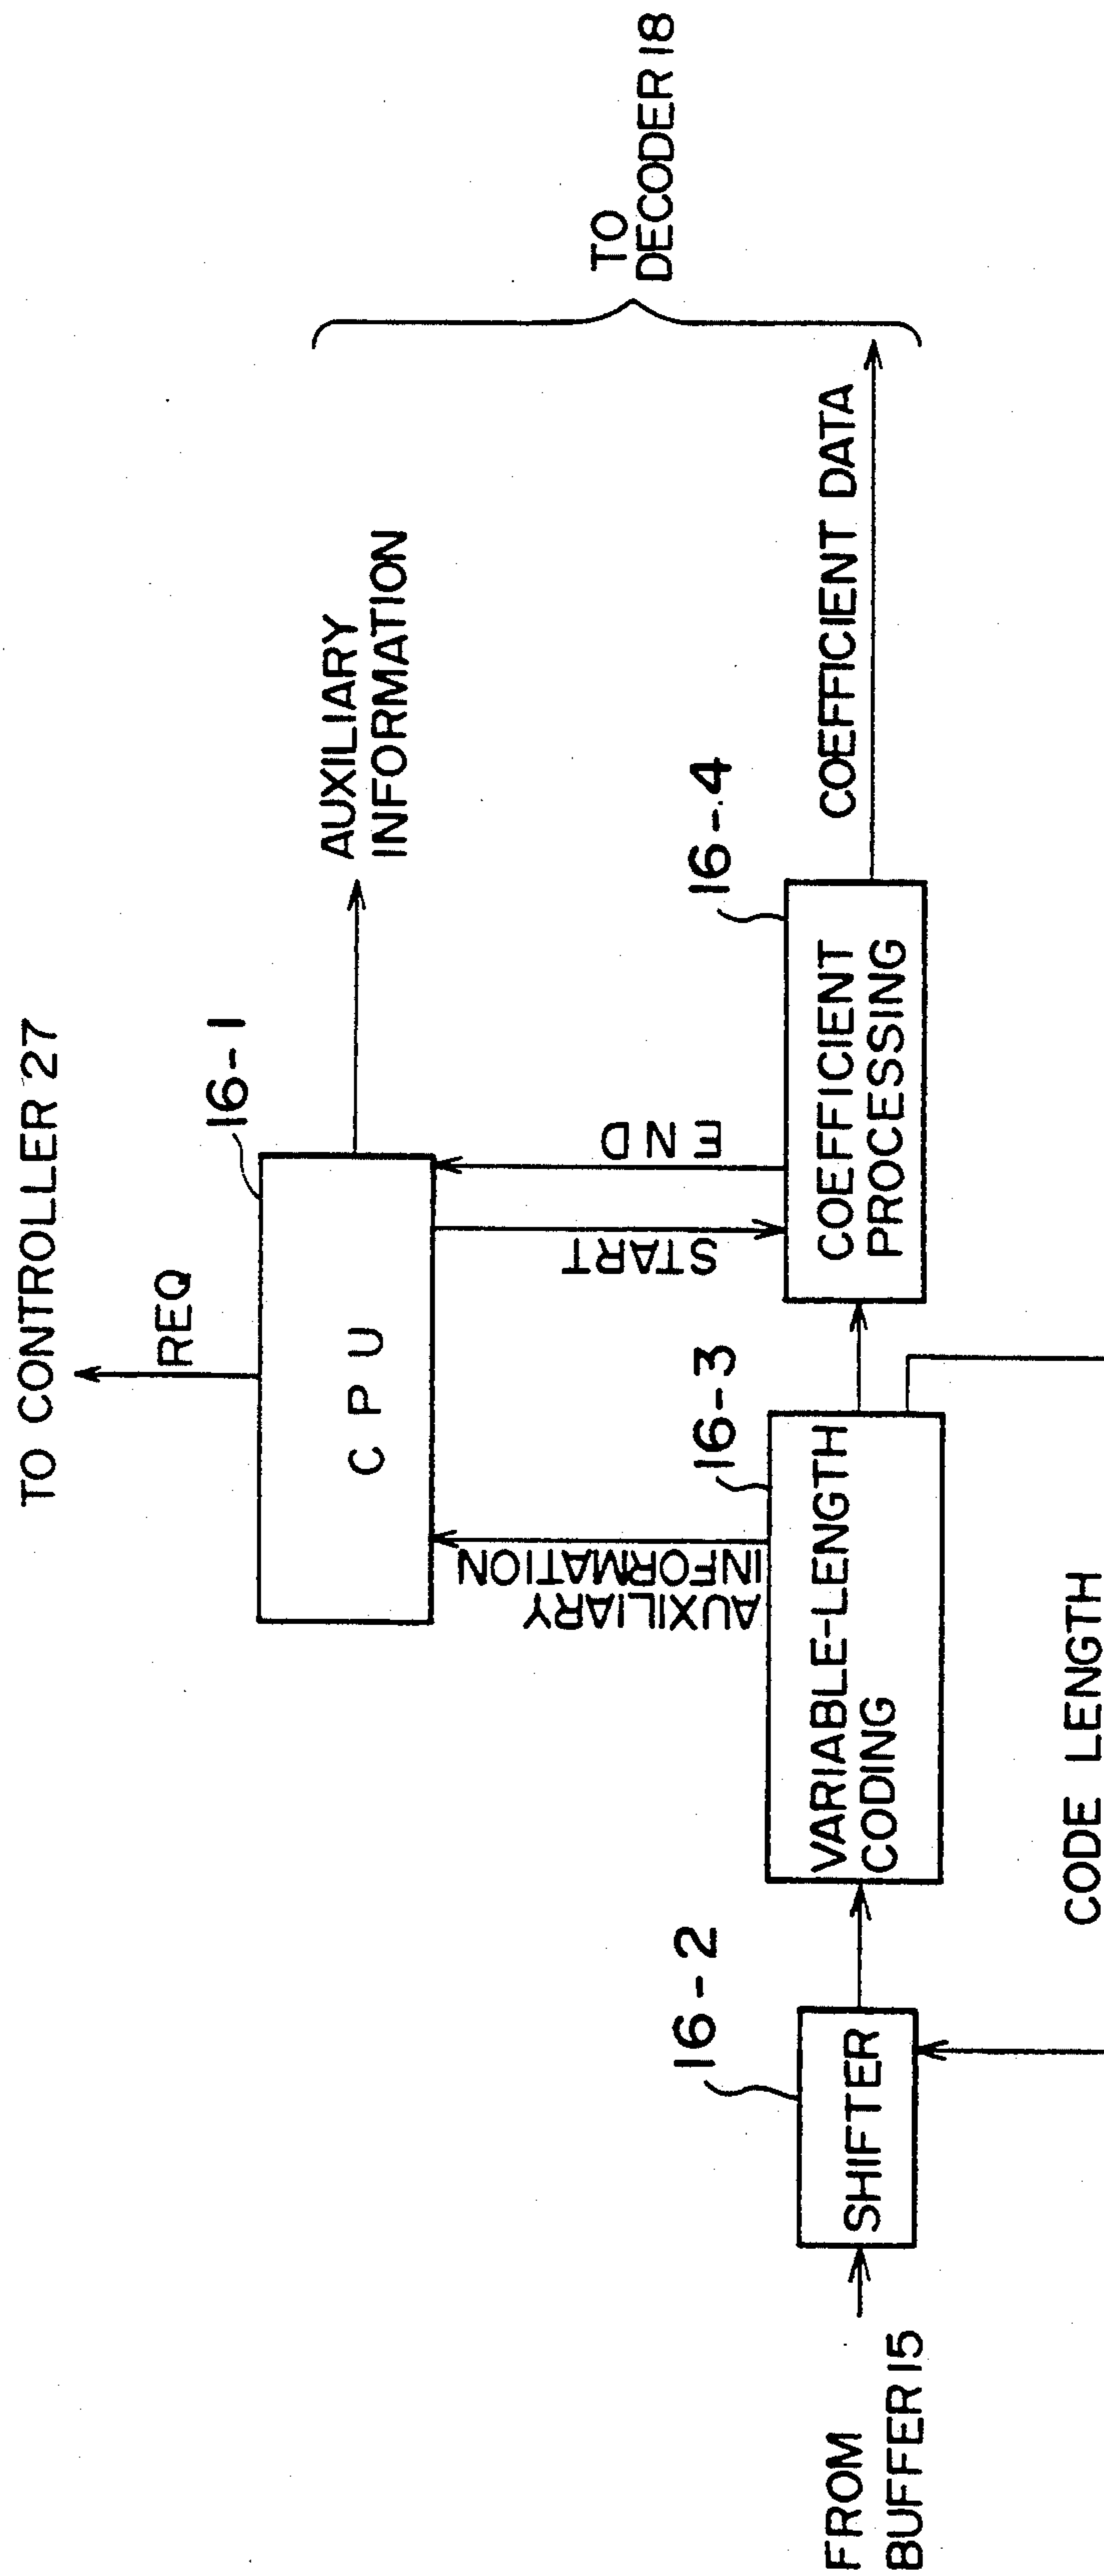 TO CONTROLLER 27
REQ
16-1
C P U
AUXILIARY
INFORMATION
AUXILIARY
INFORMATION
START
END
TO
DECODER 18
16-2
16-3
16-4
FROM
BUFFER 15
SHIFTER
VARIABLE-LENGTH
CODING
COEFFICIENT
PROCESSING
COEFFICIENT DATA
CODE LENGTH